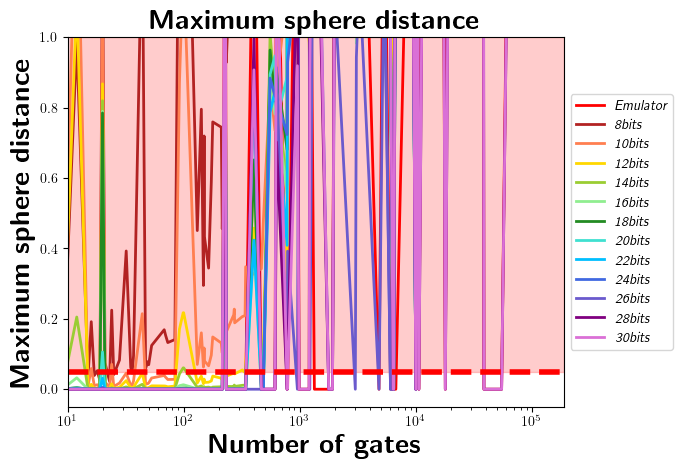 Maximum sphere distance
Maximum sphere distance
1.0
0.8
0.6
0.4
0.2
0.0
10^1
10^2
10^3
10^4
10^5
Number of gates
Emulator
8bits
10bits
12bits
14bits
16bits
18bits
20bits
22bits
24bits
26bits
28bits
30bits